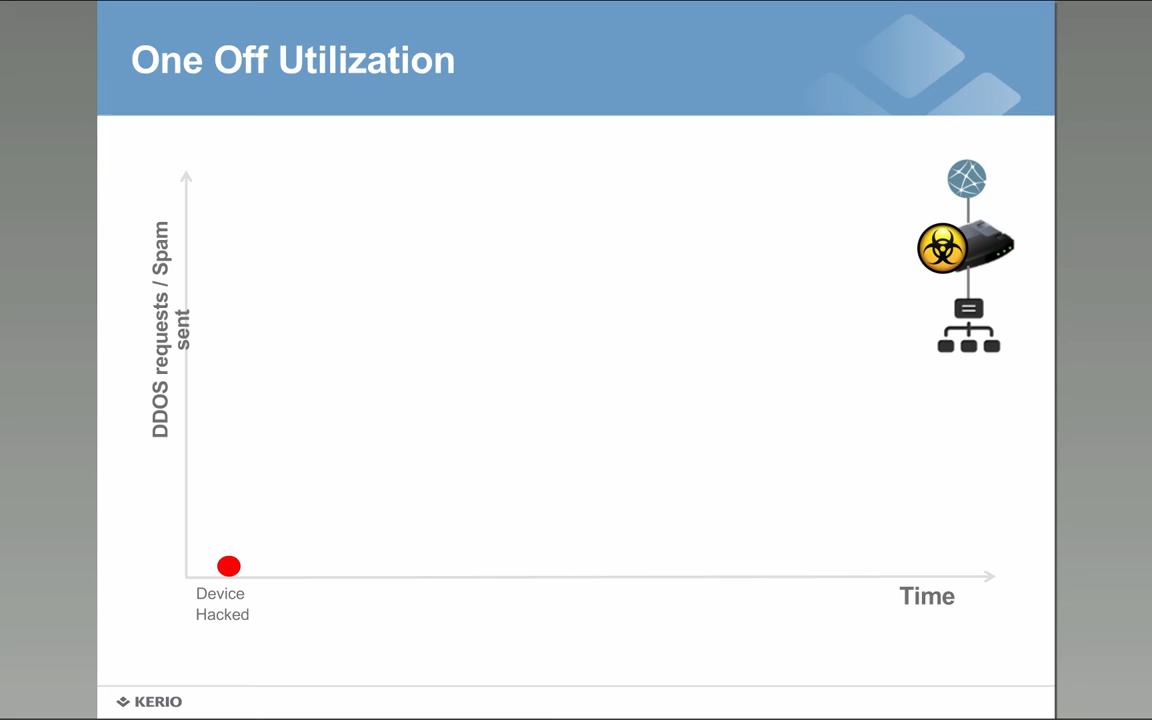 One Off Utilization
DDOS requests / Spam
sent
Device
Hacked
Time
KERIO